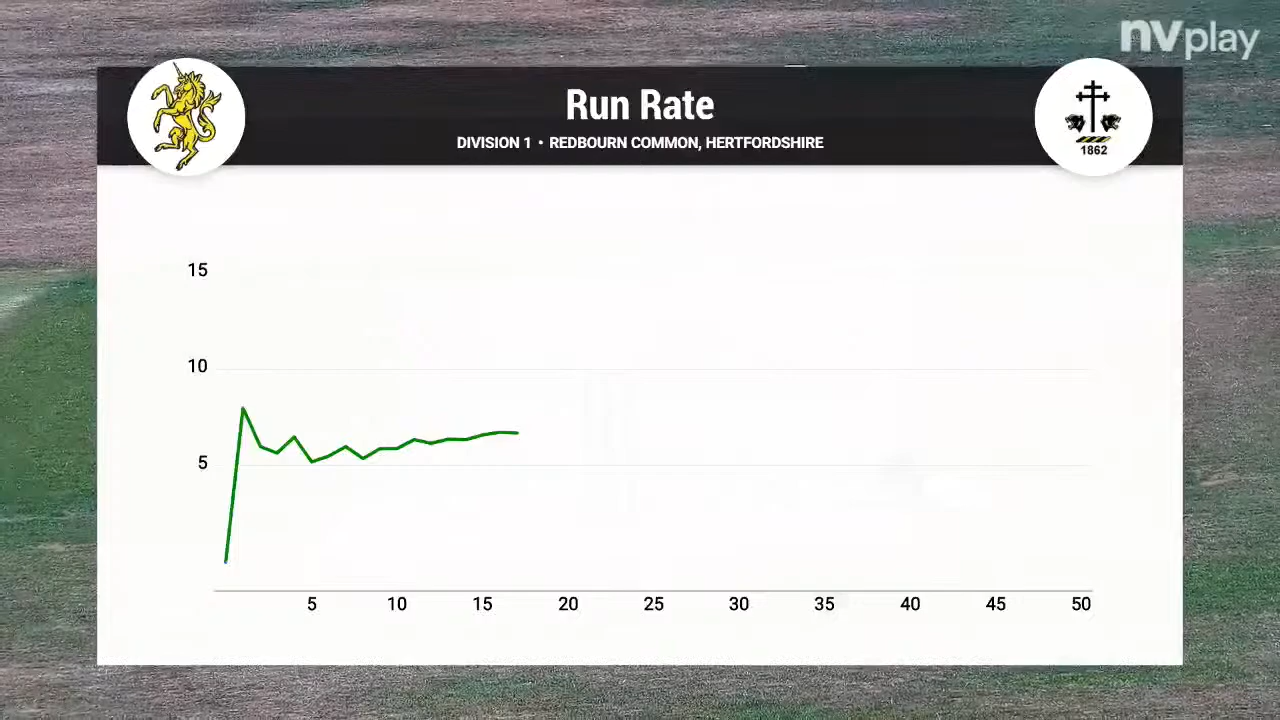 nvplay
Run Rate
DIVISION 1 • REDBOURN COMMON, HERTFORDSHIRE
1862
15
10
5
5 10 15 20 25 30 35 40 45 50